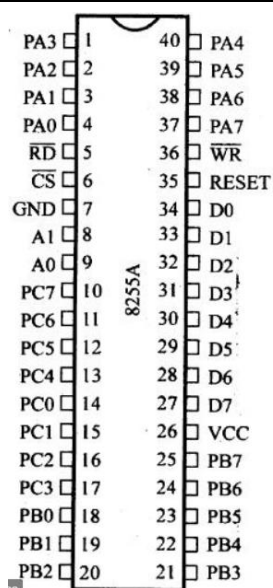 PA3 1 40 PA4
PA2 2 39 PA5
PA1 3 38 PA6
PA0 4 37 PA7
R̅D̅ 5 36 W̅R̅
C̅S̅ 6 35 RESET
GND 7 34 D0
A1 8 33 D1
A0 9 32 D2
PC7 10 31 D3
PC6 11 30 D4
PC5 12 29 D5
PC4 13 28 D6
PC0 14 27 D7
PC1 15 26 VCC
PC2 16 25 PB7
PC3 17 24 PB6
PB0 18 23 PB5
PB1 19 22 PB4
PB2 20 21 PB3
8255A